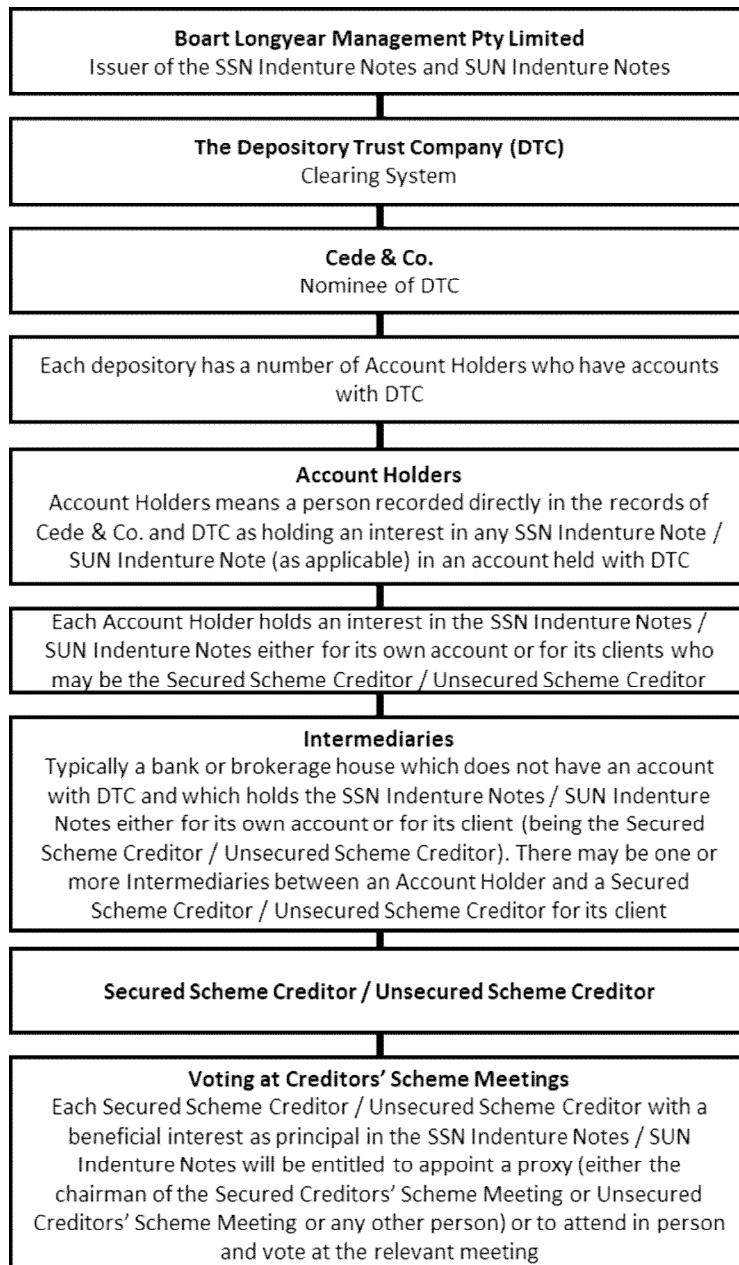 Boart Longyear Management Pty Limited
Issuer of the SSN Indenture Notes and SUN Indenture Notes
The Depository Trust Company (DTC)
Clearing System
Cede & Co.
Nominee of DTC
Each depository has a number of Account Holders who have accounts
with DTC
Account Holders
Account Holders means a person recorded directly in the records of
Cede & Co. and DTC as holding an interest in any SSN Indenture Note /
SUN Indenture Note (as applicable) in an account held with DTC
Each Account Holder holds an interest in the SSN Indenture Notes /
SUN Indenture Notes either for its own account or for its clients who
may be the Secured Scheme Creditor / Unsecured Scheme Creditor
Intermediaries
Typically a bank or brokerage house which does not have an account
with DTC and which holds the SSN Indenture Notes / SUN Indenture
Notes either for its own account or for its client (being the Secured
Scheme Creditor / Unsecured Scheme Creditor). There may be one or
more Intermediaries between an Account Holder and a Secured
Scheme Creditor / Unsecured Scheme Creditor for its client
Secured Scheme Creditor / Unsecured Scheme Creditor
Voting at Creditors’ Scheme Meetings
Each Secured Scheme Creditor / Unsecured Scheme Creditor with a
beneficial interest as principal in the SSN Indenture Notes / SUN
Indenture Notes will be entitled to appoint a proxy (either the
chairman of the Secured Creditors’ Scheme Meeting or Unsecured
Creditors’ Scheme Meeting or any other person) or to attend in person
and vote at the relevant meeting